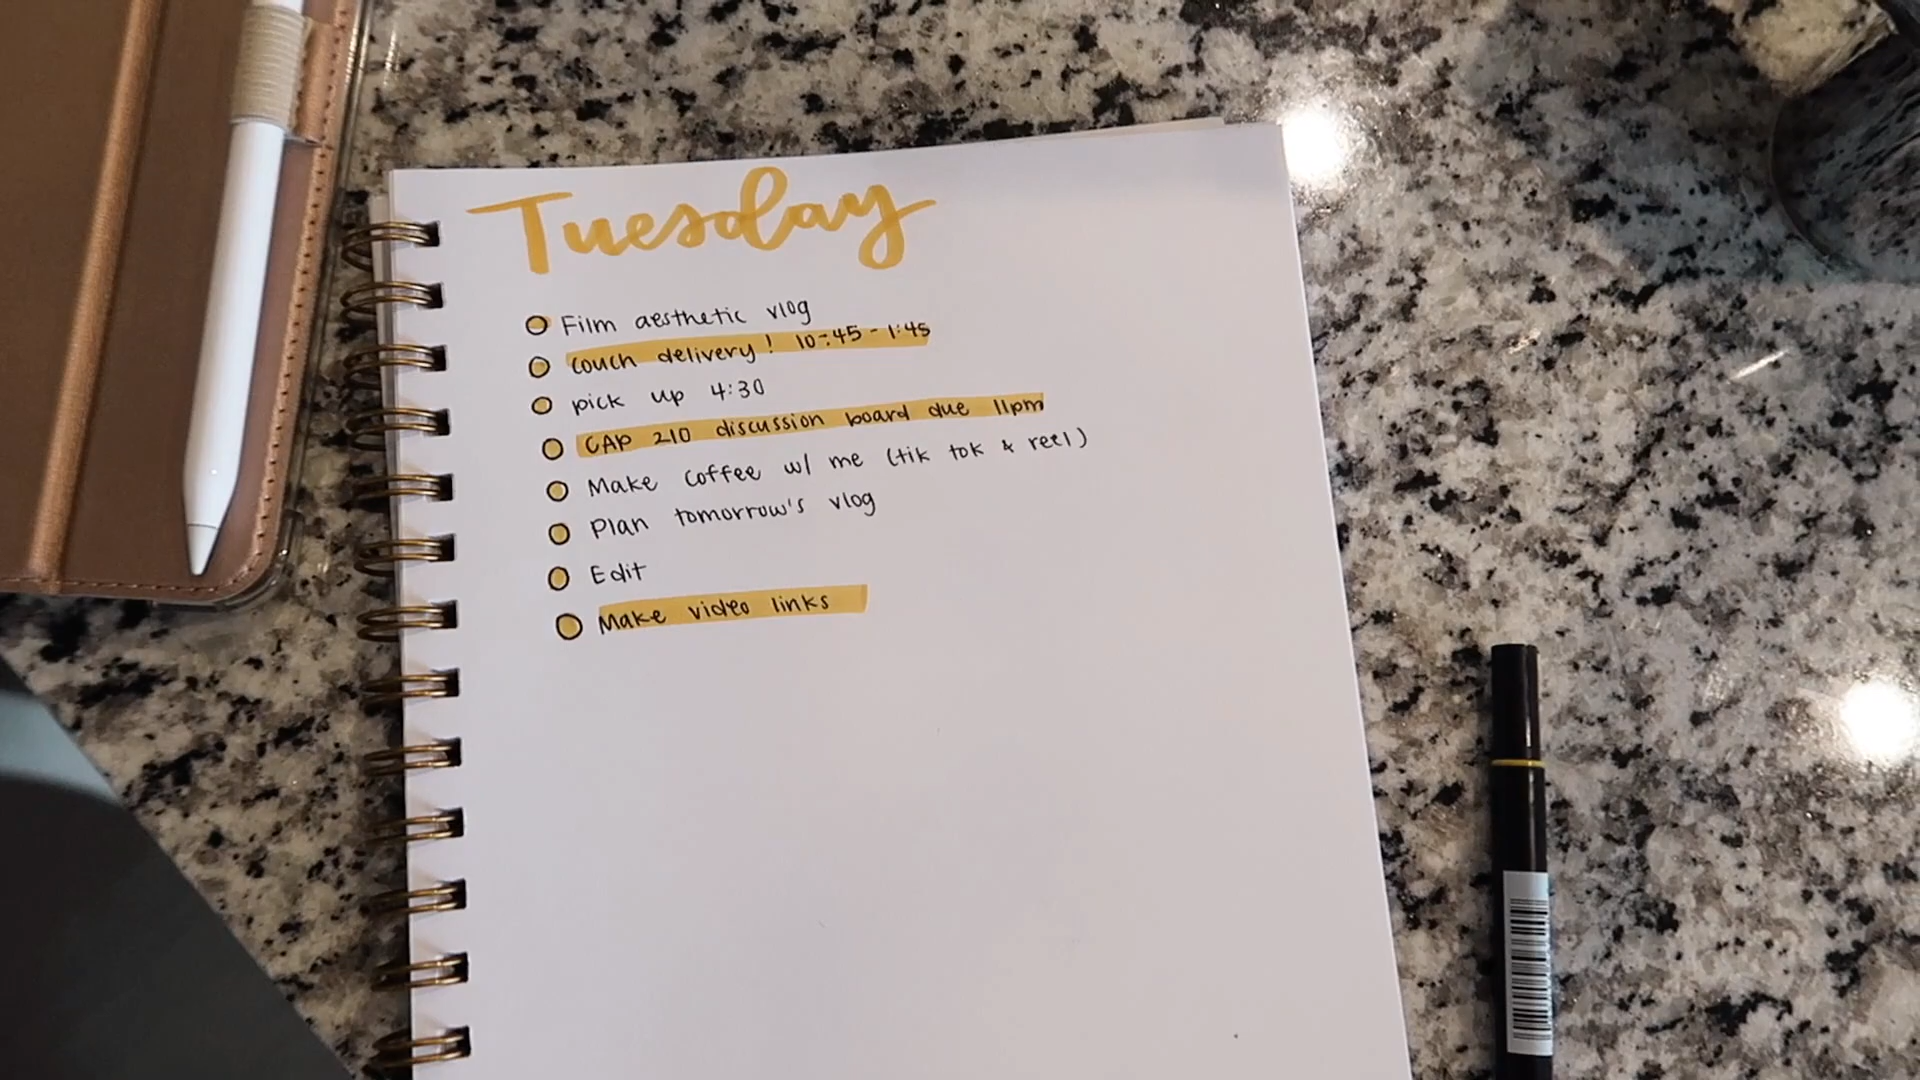 Tuesday
Film aesthetic vlog
couch delivery! 10:45 - 1:45
pick up 4:30
CAP 210 discussion board due 11pm
Make coffee w/ me (tik tok & reel)
Plan tomorrow's vlog
Edit
Make video links